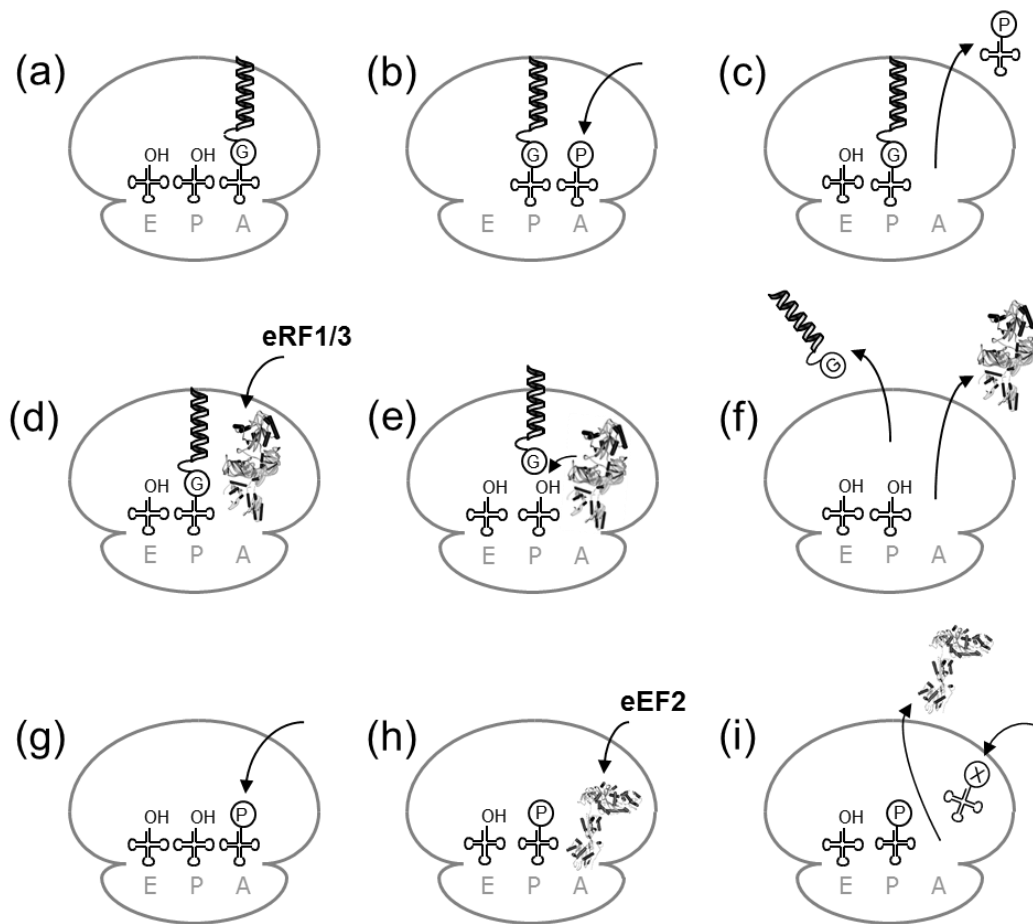 (a)
OH OH G
E P A
(b)
G P
E P A
(c)
P
OH G
E P A
(d)
eRF1/3
OH G
E P A
(e)
G
OH OH
E P A
(f)
G
OH OH
E P A
(g)
OH OH P
E P A
(h)
eEF2
OH P
E P A
(i)
X
OH P
E P A